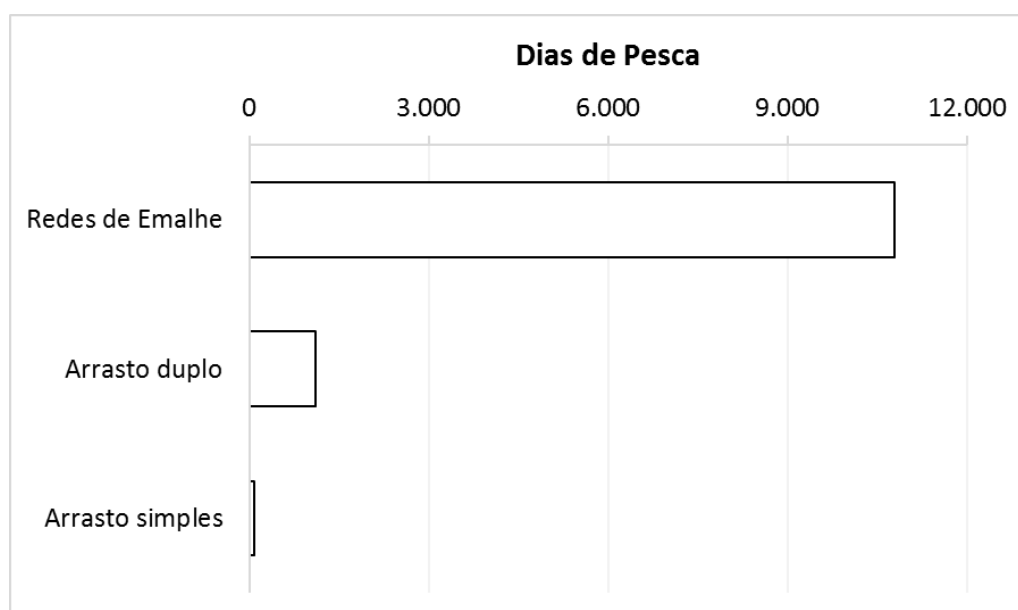 Dias de Pesca
0 3.000 6.000 9.000 12.000
Redes de Emalhe
Arrasto duplo
Arrasto simples